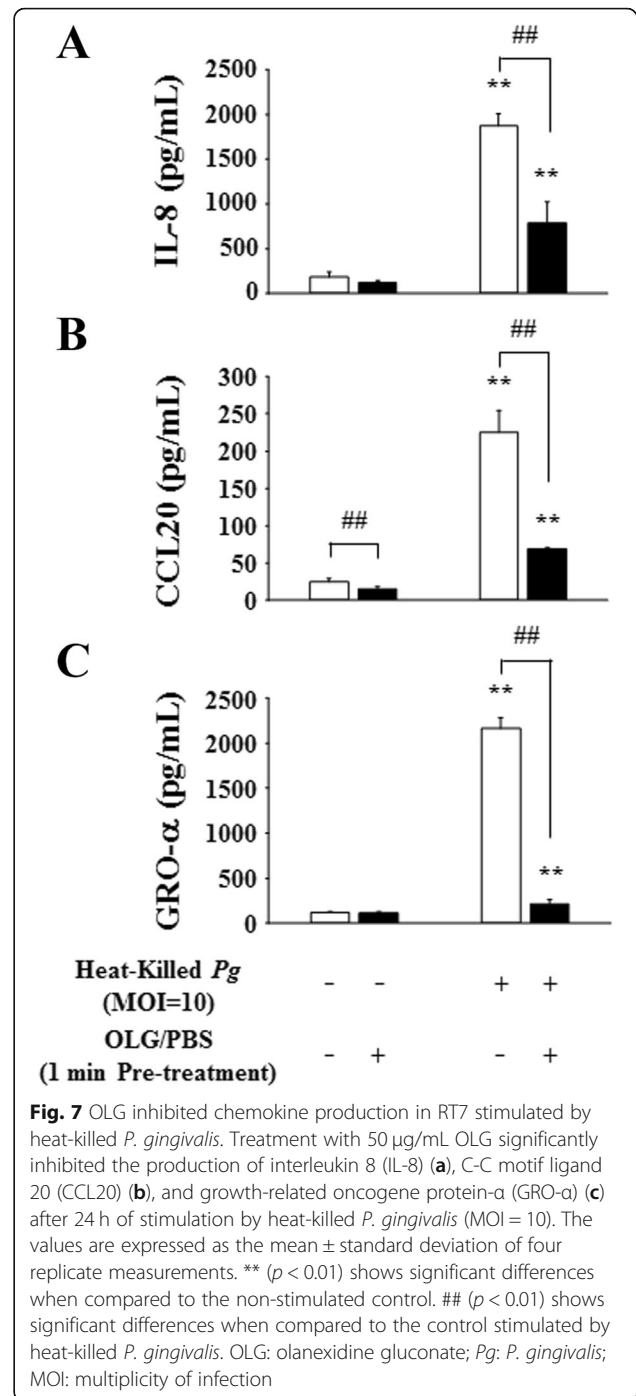 A
##
2500
**
2000
1500
**
1000
500
0
IL-8 (pg/mL)
B
##
300
**
250
200
150
100
##
**
50
0
CCL20 (pg/mL)
C
##
2500
**
2000
1500
1000
500
**
0
GRO-α (pg/mL)
Heat-Killed Pg
(MOI=10)
- - + +
OLG/PBS
(1 min Pre-treatment)
- + - +
Fig. 7 OLG inhibited chemokine production in RT7 stimulated by
heat-killed P. gingivalis. Treatment with 50 μg/mL OLG significantly
inhibited the production of interleukin 8 (IL-8) (a), C-C motif ligand
20 (CCL20) (b), and growth-related oncogene protein-α (GRO-α) (c)
after 24 h of stimulation by heat-killed P. gingivalis (MOI = 10). The
values are expressed as the mean ± standard deviation of four
replicate measurements. ** (p < 0.01) shows significant differences
when compared to the non-stimulated control. ## (p < 0.01) shows
significant differences when compared to the control stimulated by
heat-killed P. gingivalis. OLG: olanexidine gluconate; Pg: P. gingivalis;
MOI: multiplicity of infection